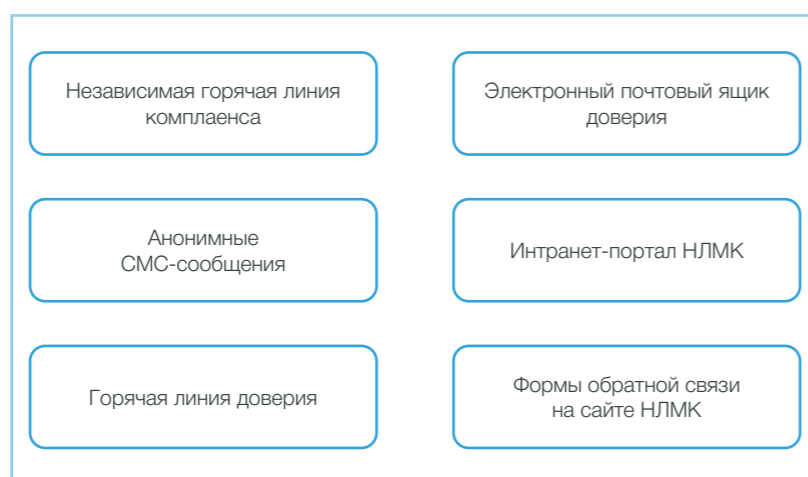 Независимая горячая линия
комплаенса
Электронный почтовый ящик
доверия
Анонимные
СМС-сообщения
Интранет-портал НЛМК
Горячая линия доверия
Формы обратной связи
на сайте НЛМК